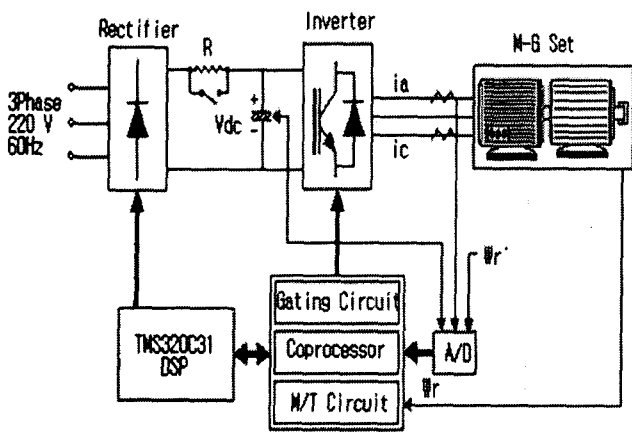 Rectifier
Inverter
M-G Set
R
3Phase
220 V
60Hz
+
Vdc
-
ia
ic
Wr*
Gating Circuit
TMS320C31
DSP
Coprocessor
A/D
Wr
M/T Circuit